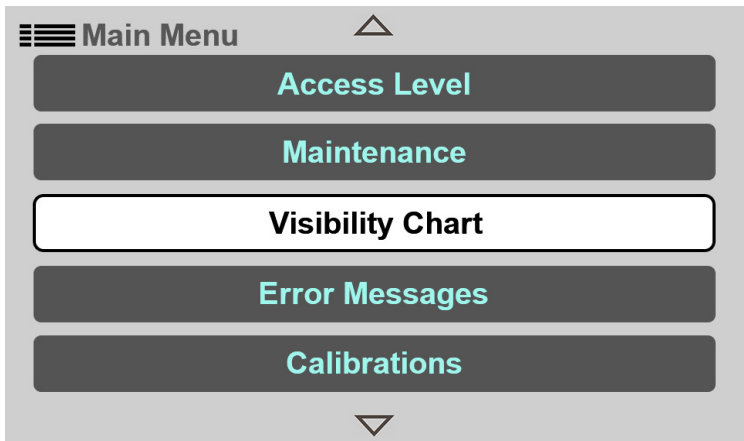 Main Menu
Access Level
Maintenance
Visibility Chart
Error Messages
Calibrations